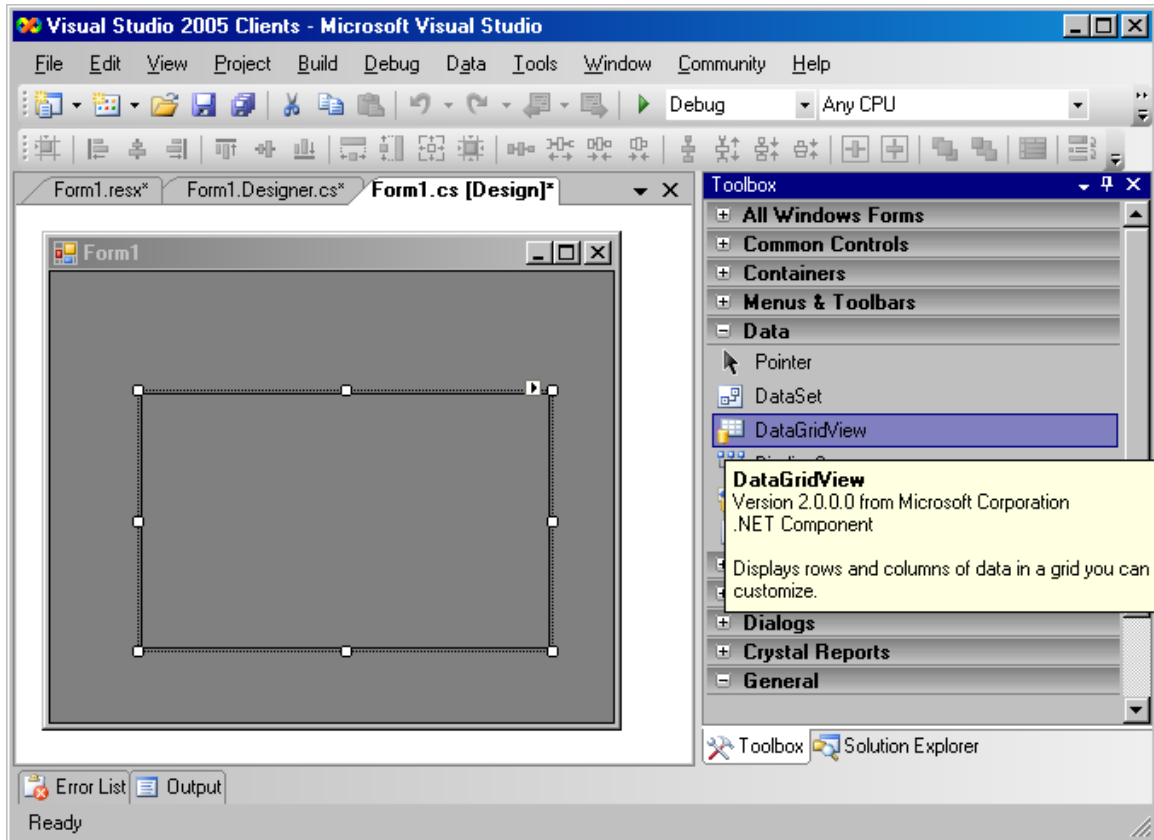 Visual Studio 2005 Clients - Microsoft Visual Studio
File Edit View Project Build Debug Data Tools Window Community Help
Debug Any CPU
Form1.resx* Form1.Designer.cs* Form1.cs [Design]*
Toolbox
All Windows Forms
Common Controls
Containers
Menus & Toolbars
Data
Pointer
DataSet
DataGridView
DataGridView
Version 2.0.0.0 from Microsoft Corporation
.NET Component
Displays rows and columns of data in a grid you can
customize.
Dialogs
Crystal Reports
General
Form1
Toolbox Solution Explorer
Error List Output
Ready